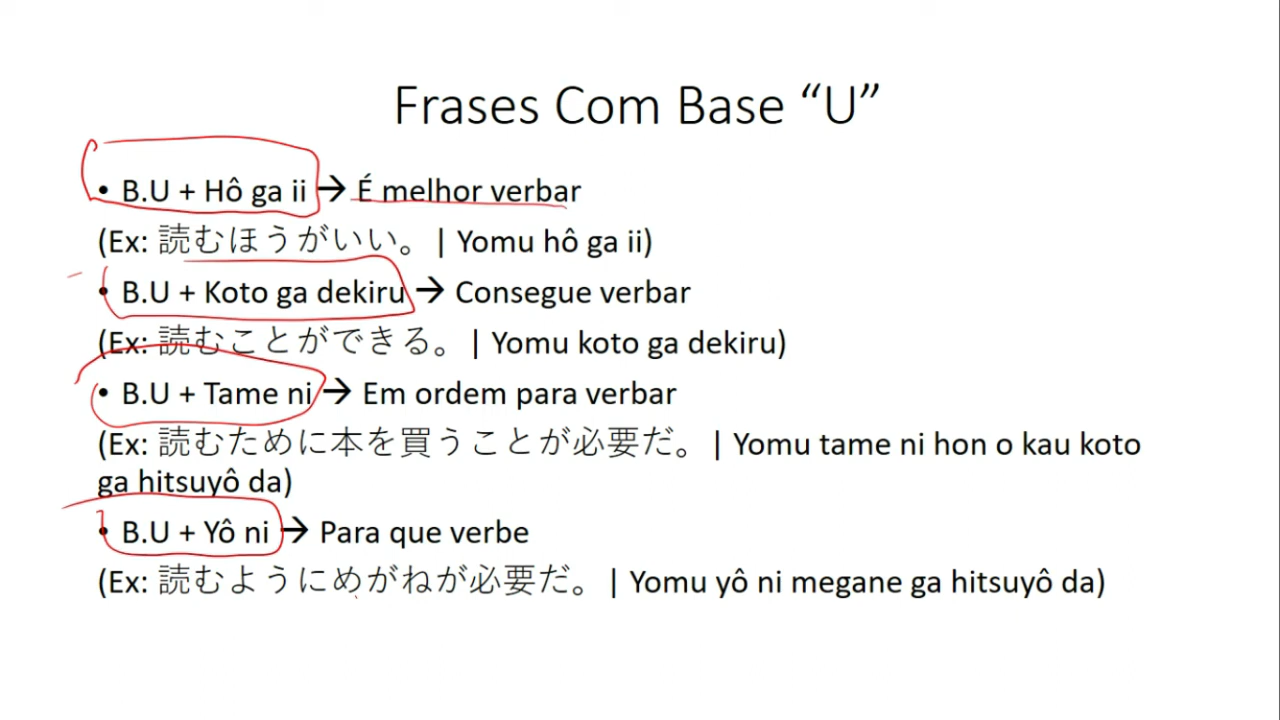 Frases Com Base “U”
• B.U + Hô ga ii → É melhor verbar
(Ex: 読むほうがいい。| Yomu hô ga ii)
• B.U + Koto ga dekiru → Consegue verbar
(Ex: 読むことができる。| Yomu koto ga dekiru)
• B.U + Tame ni → Em ordem para verbar
(Ex: 読むために本を買うことが必要だ。| Yomu tame ni hon o kau koto
ga hitsuyô da)
• B.U + Yô ni → Para que verbe
(Ex: 読むようにめがねが必要だ。| Yomu yô ni megane ga hitsuyô da)